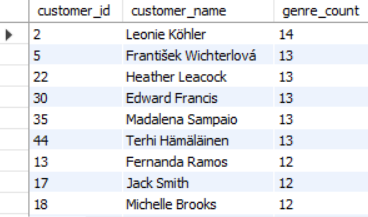 customer_id customer_name genre_count
2 Leonie Köhler 14
5 František Wichterlová 13
22 Heather Leacock 13
30 Edward Francis 13
35 Madalena Sampaio 13
44 Terhi Hämäläinen 13
13 Fernanda Ramos 12
17 Jack Smith 12
18 Michelle Brooks 12